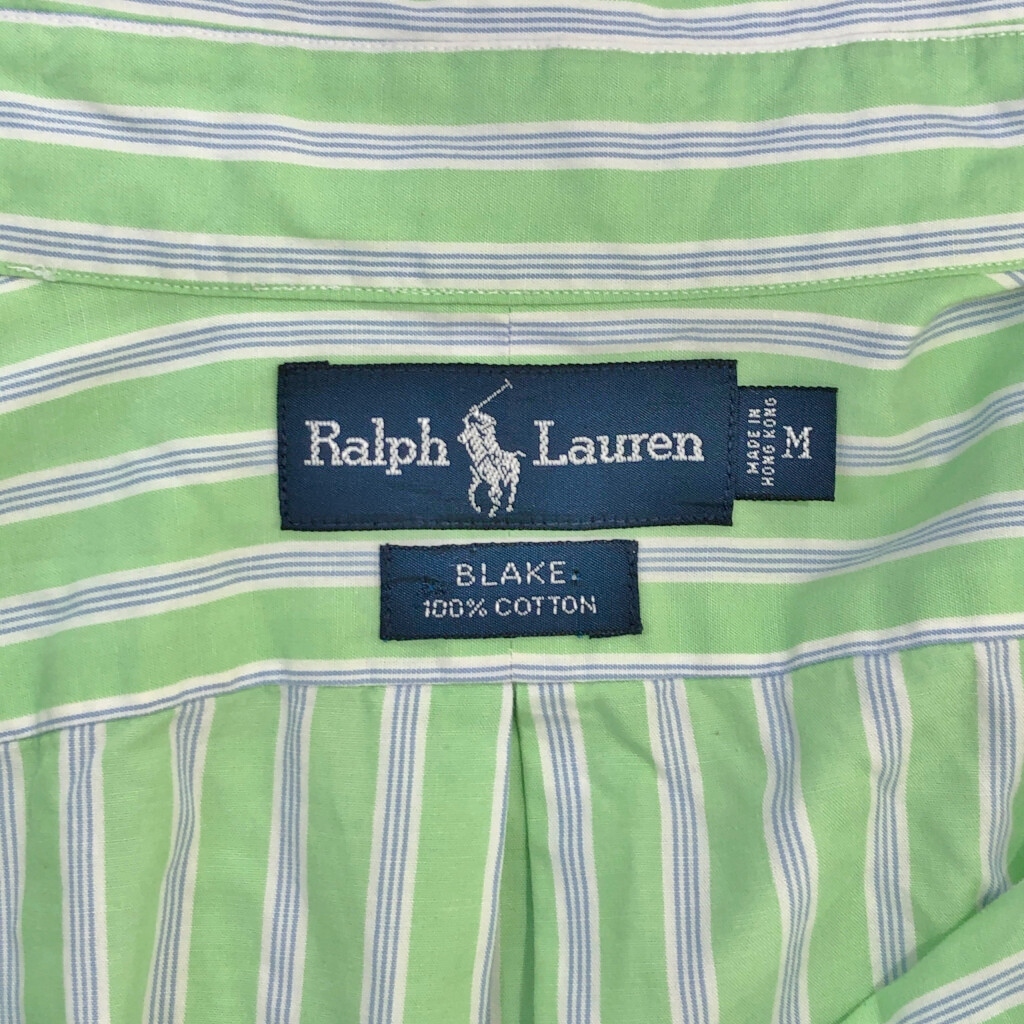 Ralph Lauren
MADE IN
HONG KONG
M
BLAKE
100% COTTON